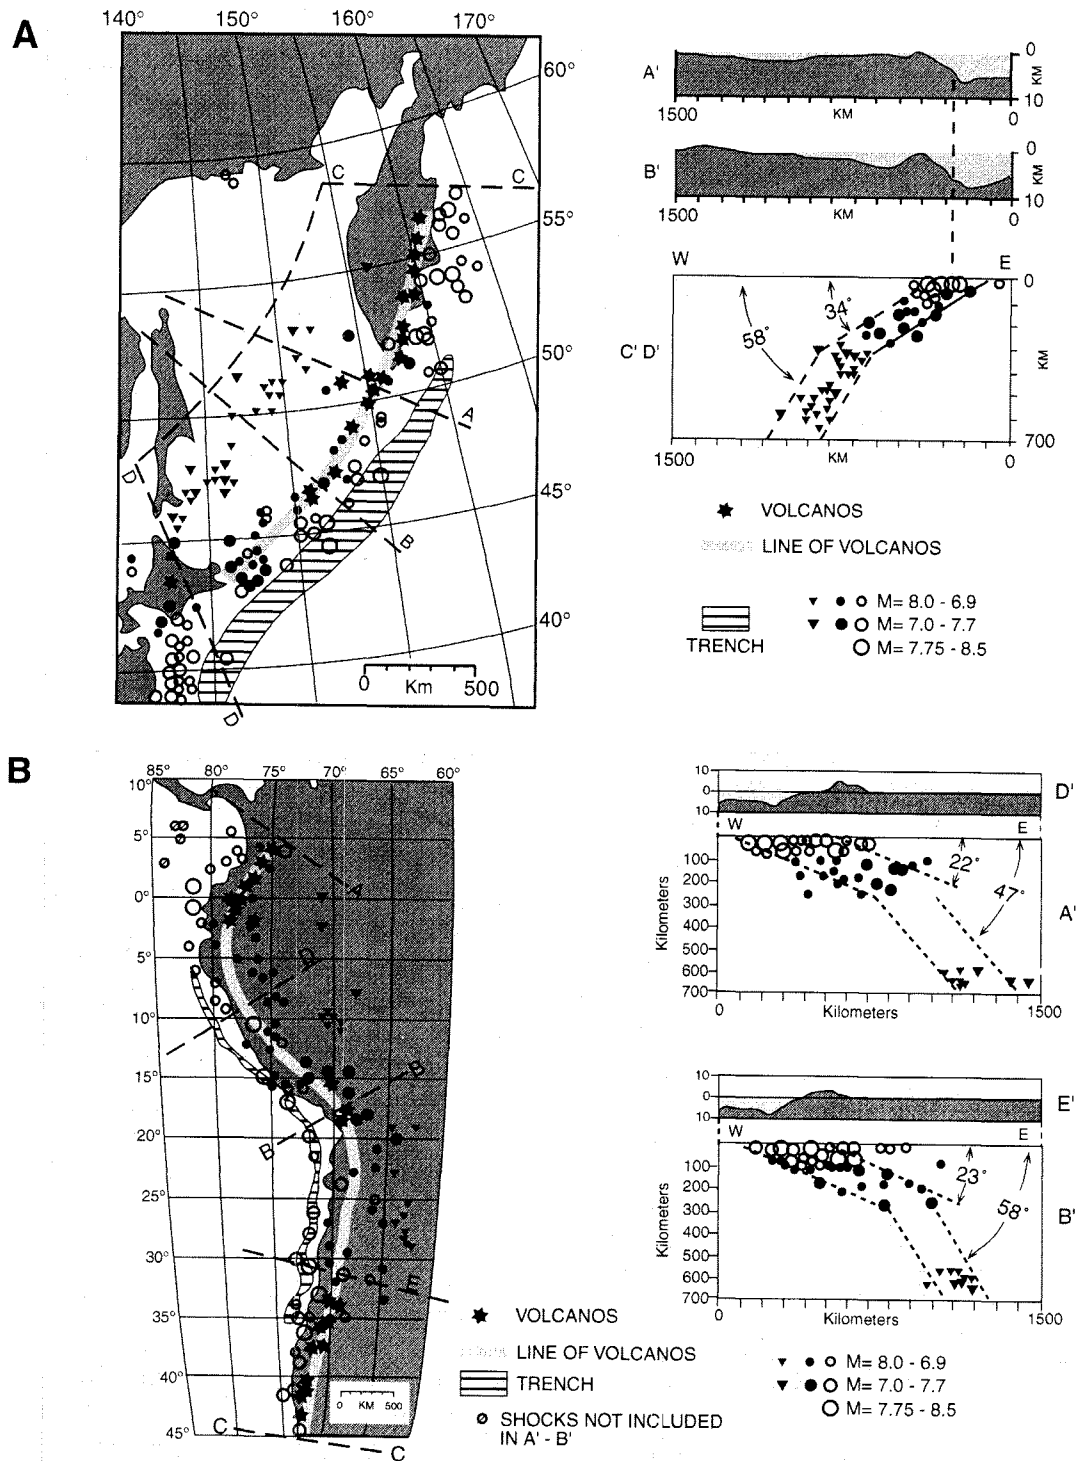 A
140° 150° 160° 170°
60°
55°
50°
45°
40°
C C
A
B
D
D
0 Km 500
A'
0
KM
10
1500 KM 0
B'
0
KM
10
1500 KM 0
W E
C' D'
58°
34°
0
KM
700
1500 KM 0
VOLCANOS
LINE OF VOLCANOS
TRENCH
M= 8.0 - 6.9
M= 7.0 - 7.7
M= 7.75 - 8.5
B
85° 80° 75° 70° 65° 60°
10°
5°
0°
5°
10°
15°
20°
25°
30°
35°
40°
45°
A
D
B
B
E
C
C
0 KM 500
VOLCANOS
LINE OF VOLCANOS
TRENCH
SHOCKS NOT INCLUDED
IN A' - B'
10
0
10
D'
W E
Kilometers
100
200
300
400
500
600
700
22°
47°
A'
0 Kilometers 1500
10
0
10
E'
W E
Kilometers
100
200
300
400
500
600
700
23°
58°
B'
0 Kilometers 1500
M= 8.0 - 6.9
M= 7.0 - 7.7
M= 7.75 - 8.5